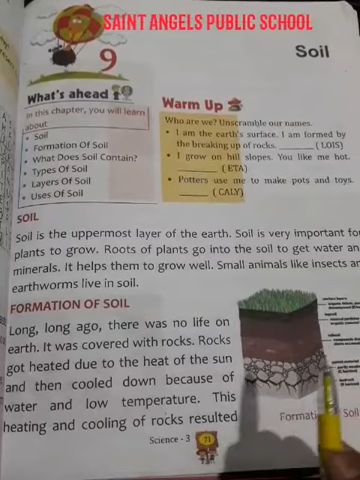 SAINT ANGELS PUBLIC SCHOOL
9
Soil
What's ahead
In this chapter, you will learn
about
• Soil
• Formation Of Soil
• What Does Soil Contain?
• Types Of Soil
• Layers Of Soil
• Uses Of Soil
Warm Up
Who are we? Unscramble our names.
• I am the earth's surface. I am formed by
the breaking up of rocks. ______ ( LOIS)
• I grow on hill slopes. You like me hot.
______ ( ETA)
• Potters use me to make pots and toys.
______ ( CALY)
SOIL
Soil is the uppermost layer of the earth. Soil is very important for
plants to grow. Roots of plants go into the soil to get water an
minerals. It helps them to grow well. Small animals like insects an
earthworms live in soil.
FORMATION OF SOIL
Long, long ago, there was no life on
earth. It was covered with rocks. Rocks
got heated due to the heat of the sun
and then cooled down because of
water and low temperature. This
heating and cooling of rocks resulted
Formati Soil
Science - 3 71